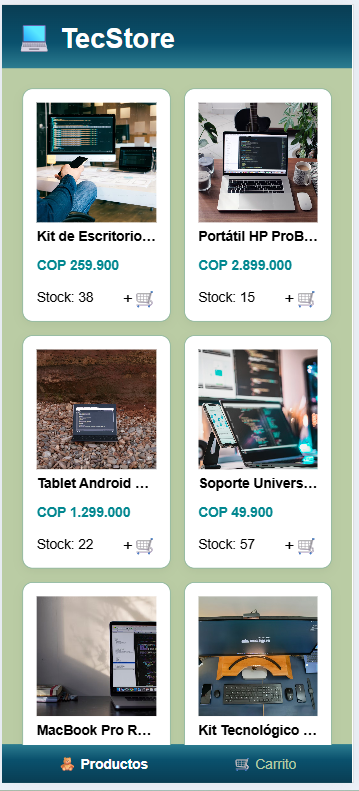 TecStore
Kit de Escritorio...
COP 259.900
Stock: 38 +
Portátil HP ProB...
COP 2.899.000
Stock: 15 +
Tablet Android ...
COP 1.299.000
Stock: 22 +
Soporte Univers...
COP 49.900
Stock: 57 +
MacBook Pro R...
Kit Tecnológico ...
Productos
Carrito